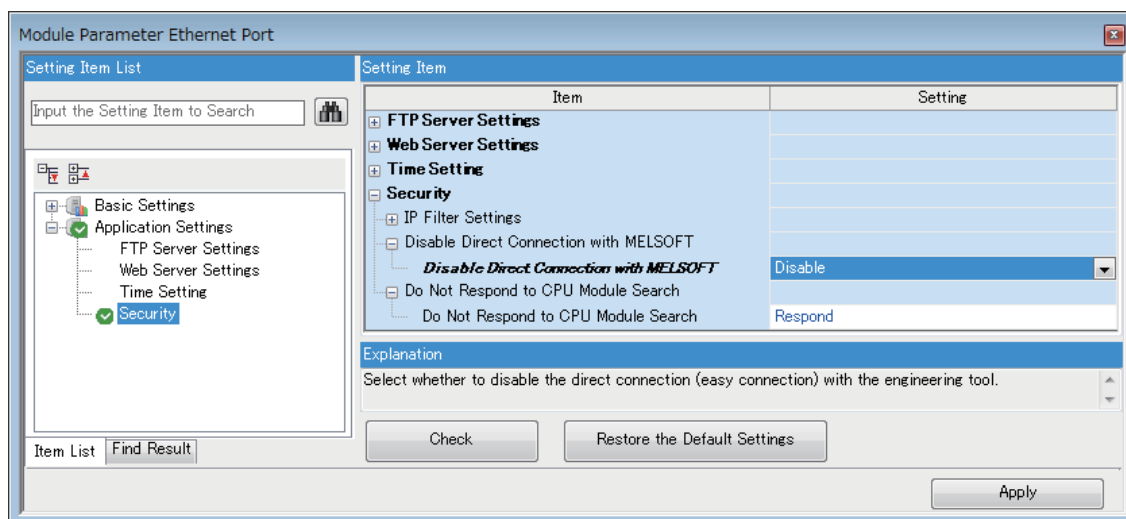 Module Parameter Ethernet Port
Setting Item List
Input the Setting Item to Search
Basic Settings
Application Settings
FTP Server Settings
Web Server Settings
Time Setting
Security
Item List
Find Result
Setting Item
Item Setting
FTP Server Settings
Web Server Settings
Time Setting
Security
IP Filter Settings
Disable Direct Connection with MELSOFT
Disable Direct Connection with MELSOFT Disable
Do Not Respond to CPU Module Search
Do Not Respond to CPU Module Search Respond
Explanation
Select whether to disable the direct connection (easy connection) with the engineering tool.
Check
Restore the Default Settings
Apply